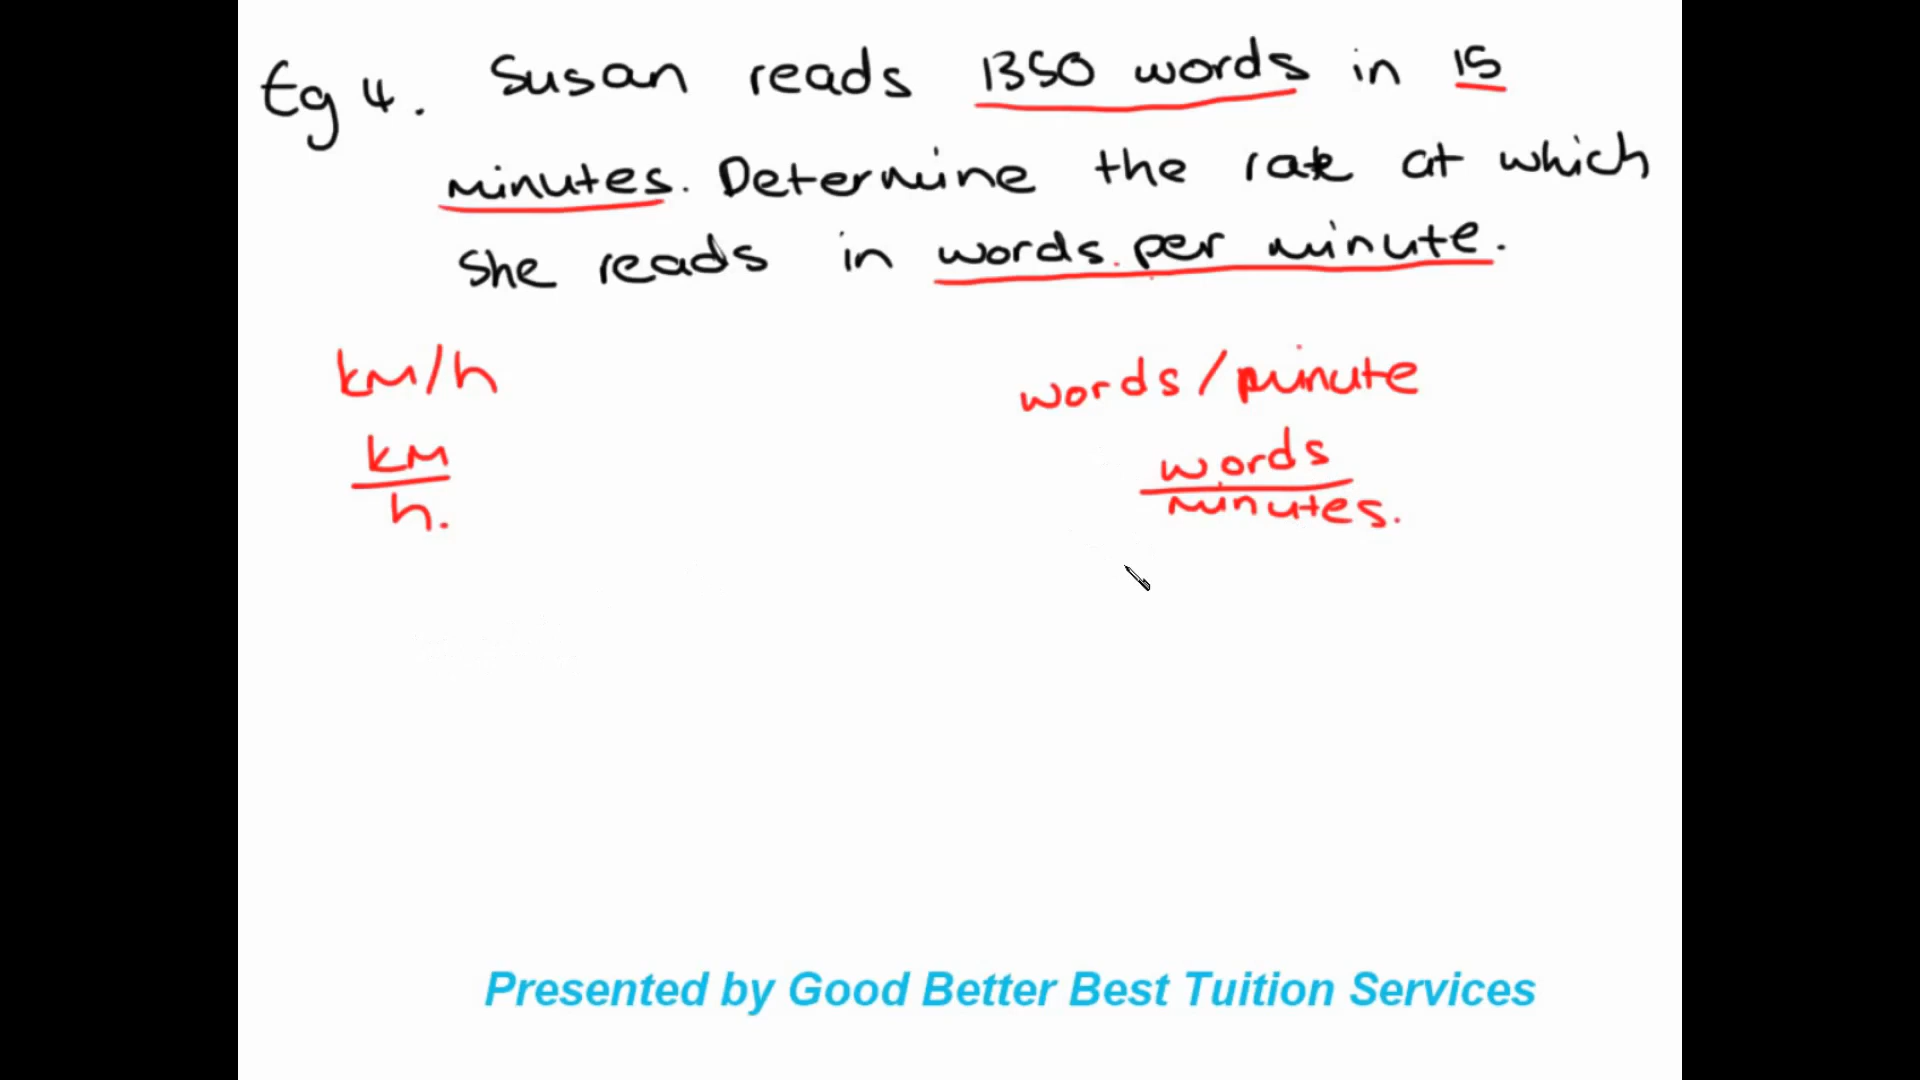 Eg 4. Susan reads 1350 words in 15
minutes. Determine the rate at which
she reads in words per minute.
km/h
words/minute
km
h.
words
minutes.
Presented by Good Better Best Tuition Services